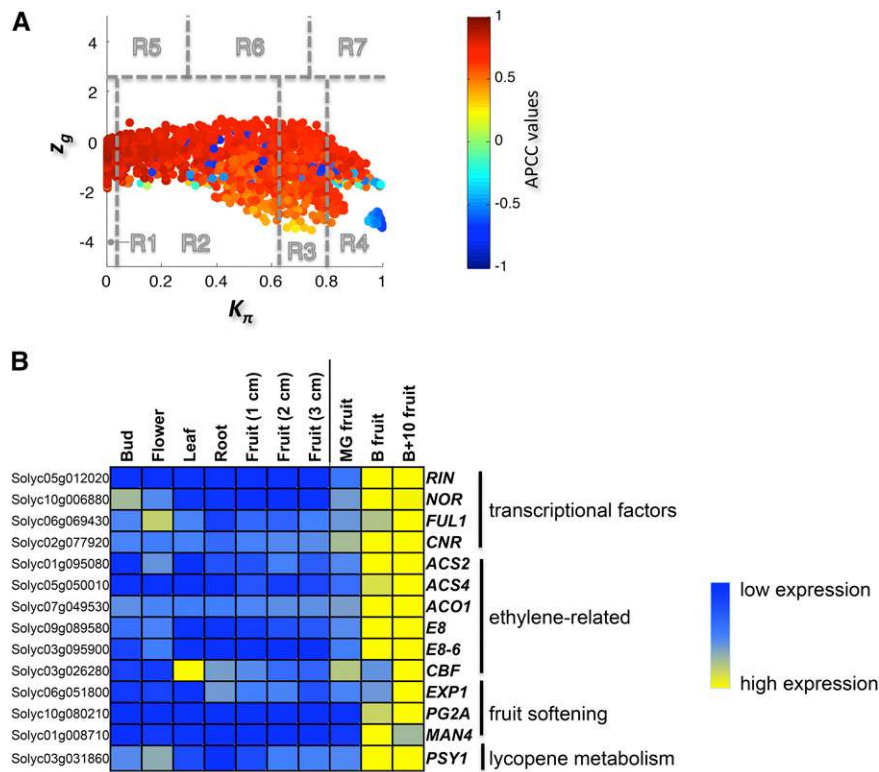 A
4
2
0
-2
-4
z_g
R5
R6
R7
R1
R2
R3
R4
0
0.2
0.4
0.6
0.8
1
K_π
1
0.5
0
-0.5
-1
APCC values
B
Bud
Flower
Leaf
Root
Fruit (1 cm)
Fruit (2 cm)
Fruit (3 cm)
MG fruit
B fruit
B+10 fruit
Solyc05g012020 RIN
Solyc10g006880 NOR
transcriptional factors
Solyc06g069430 FUL1
Solyc02g077920 CNR
Solyc01g095080 ACS2
Solyc05g050010 ACS4
Solyc07g049530 ACO1
ethylene-related
Solyc09g089580 E8
Solyc03g095900 E8-6
Solyc03g026280 CBF
Solyc06g051800 EXP1
Solyc10g080210 PG2A
fruit softening
Solyc01g008710 MAN4
Solyc03g031860 PSY1
lycopene metabolism
low expression
high expression